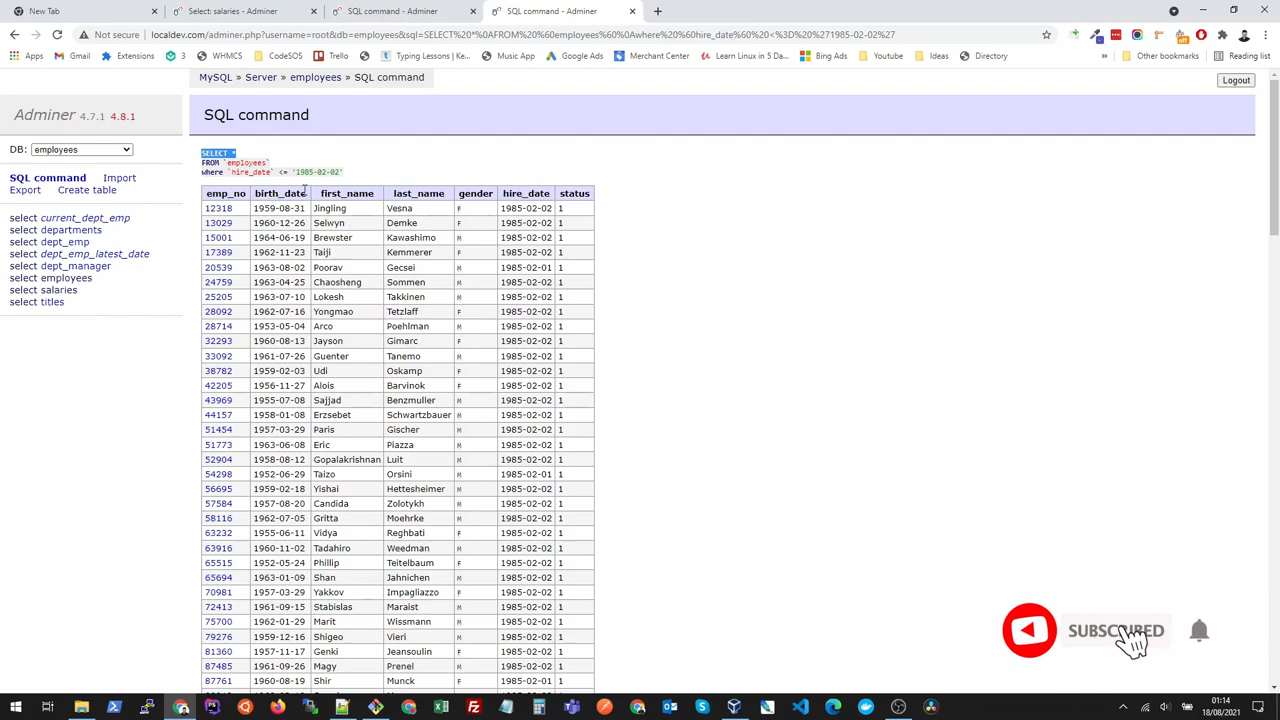 New Tab
Select: salaries - Adminer
SQL command - Adminer
SQL command - Adminer
Not secure
localdev.com/adminer.php?username=root&db=employees&sql=SELECT%20*%0AFROM%20%60employees%60%0Awhere%20%60hire_date%60%20<%3D%20%271985-02-02%27
Apps
Gmail
Extensions
3
WHMCS
CodeSOS
Typing Lessons | Ke...
Music App
Google Ads
Merchant Center
Learn Linux in 5 Da...
Bing Ads
Youtube
Ideas
Directory
Other bookmarks
Reading list
MySQL » Server » employees » SQL command
Logout
Adminer 4.7.1 4.8.1
SQL command
DB: employees
SQL command Import
Export Create table
select current_dept_emp
select departments
select dept_emp
select dept_emp_latest_date
select dept_manager
select employees
select salaries
select titles
SELECT *
FROM `employees`
where `hire_date` <= '1985-02-02'
emp_no birth_date first_name last_name gender hire_date status
12318 1959-08-31 Jingling Vesna F 1985-02-02 1
13029 1960-12-26 Selwyn Demke F 1985-02-02 1
15001 1964-06-19 Brewster Kawashimo M 1985-02-02 1
17389 1962-11-23 Taiji Kemmerer F 1985-02-02 1
20539 1963-08-02 Poorav Gecsei M 1985-02-01 1
24759 1963-04-25 Chaosheng Sommen M 1985-02-02 1
25205 1963-07-10 Lokesh Takkinen M 1985-02-02 1
28092 1962-07-16 Yongmao Tetzlaff F 1985-02-02 1
28714 1953-05-04 Arco Poehlman M 1985-02-02 1
32293 1960-08-13 Jayson Gimarc F 1985-02-02 1
33092 1961-07-26 Guenter Tanemo M 1985-02-02 1
38782 1959-02-03 Udi Oskamp F 1985-02-02 1
42205 1956-11-27 Alois Barvinok F 1985-02-02 1
43969 1955-07-08 Sajjad Benzmuller M 1985-02-02 1
44157 1958-01-08 Erzsebet Schwartzbauer M 1985-02-02 1
51454 1957-03-29 Paris Gischer M 1985-02-02 1
51773 1963-06-08 Eric Piazza M 1985-02-02 1
52904 1958-08-12 Gopalakrishnan Luit M 1985-02-02 1
54298 1952-06-29 Taizo Orsini M 1985-02-01 1
56695 1959-02-18 Yishai Hettesheimer M 1985-02-02 1
57584 1957-08-20 Candida Zolotykh M 1985-02-02 1
58116 1962-07-05 Gritta Moehrke M 1985-02-02 1
63232 1955-06-11 Vidya Reghbati F 1985-02-02 1
63916 1960-11-02 Tadahiro Weedman M 1985-02-02 1
65515 1952-05-24 Phillip Teitelbaum F 1985-02-02 1
65694 1963-01-09 Shan Jahnichen M 1985-02-02 1
70981 1957-03-29 Yakkov Impagliazzo F 1985-02-02 1
72413 1961-09-15 Stabislas Maraist M 1985-02-02 1
75700 1962-01-29 Marit Wissmann M 1985-02-02 1
79276 1959-12-16 Shigeo Vieri M 1985-02-02 1
81360 1957-11-17 Genki Jeansoulin F 1985-02-02 1
87485 1961-09-26 Magy Prenel M 1985-02-02 1
87761 1960-08-19 Shir Munck F 1985-02-02 1
SUBSCRIBED
01:14
18/08/2021